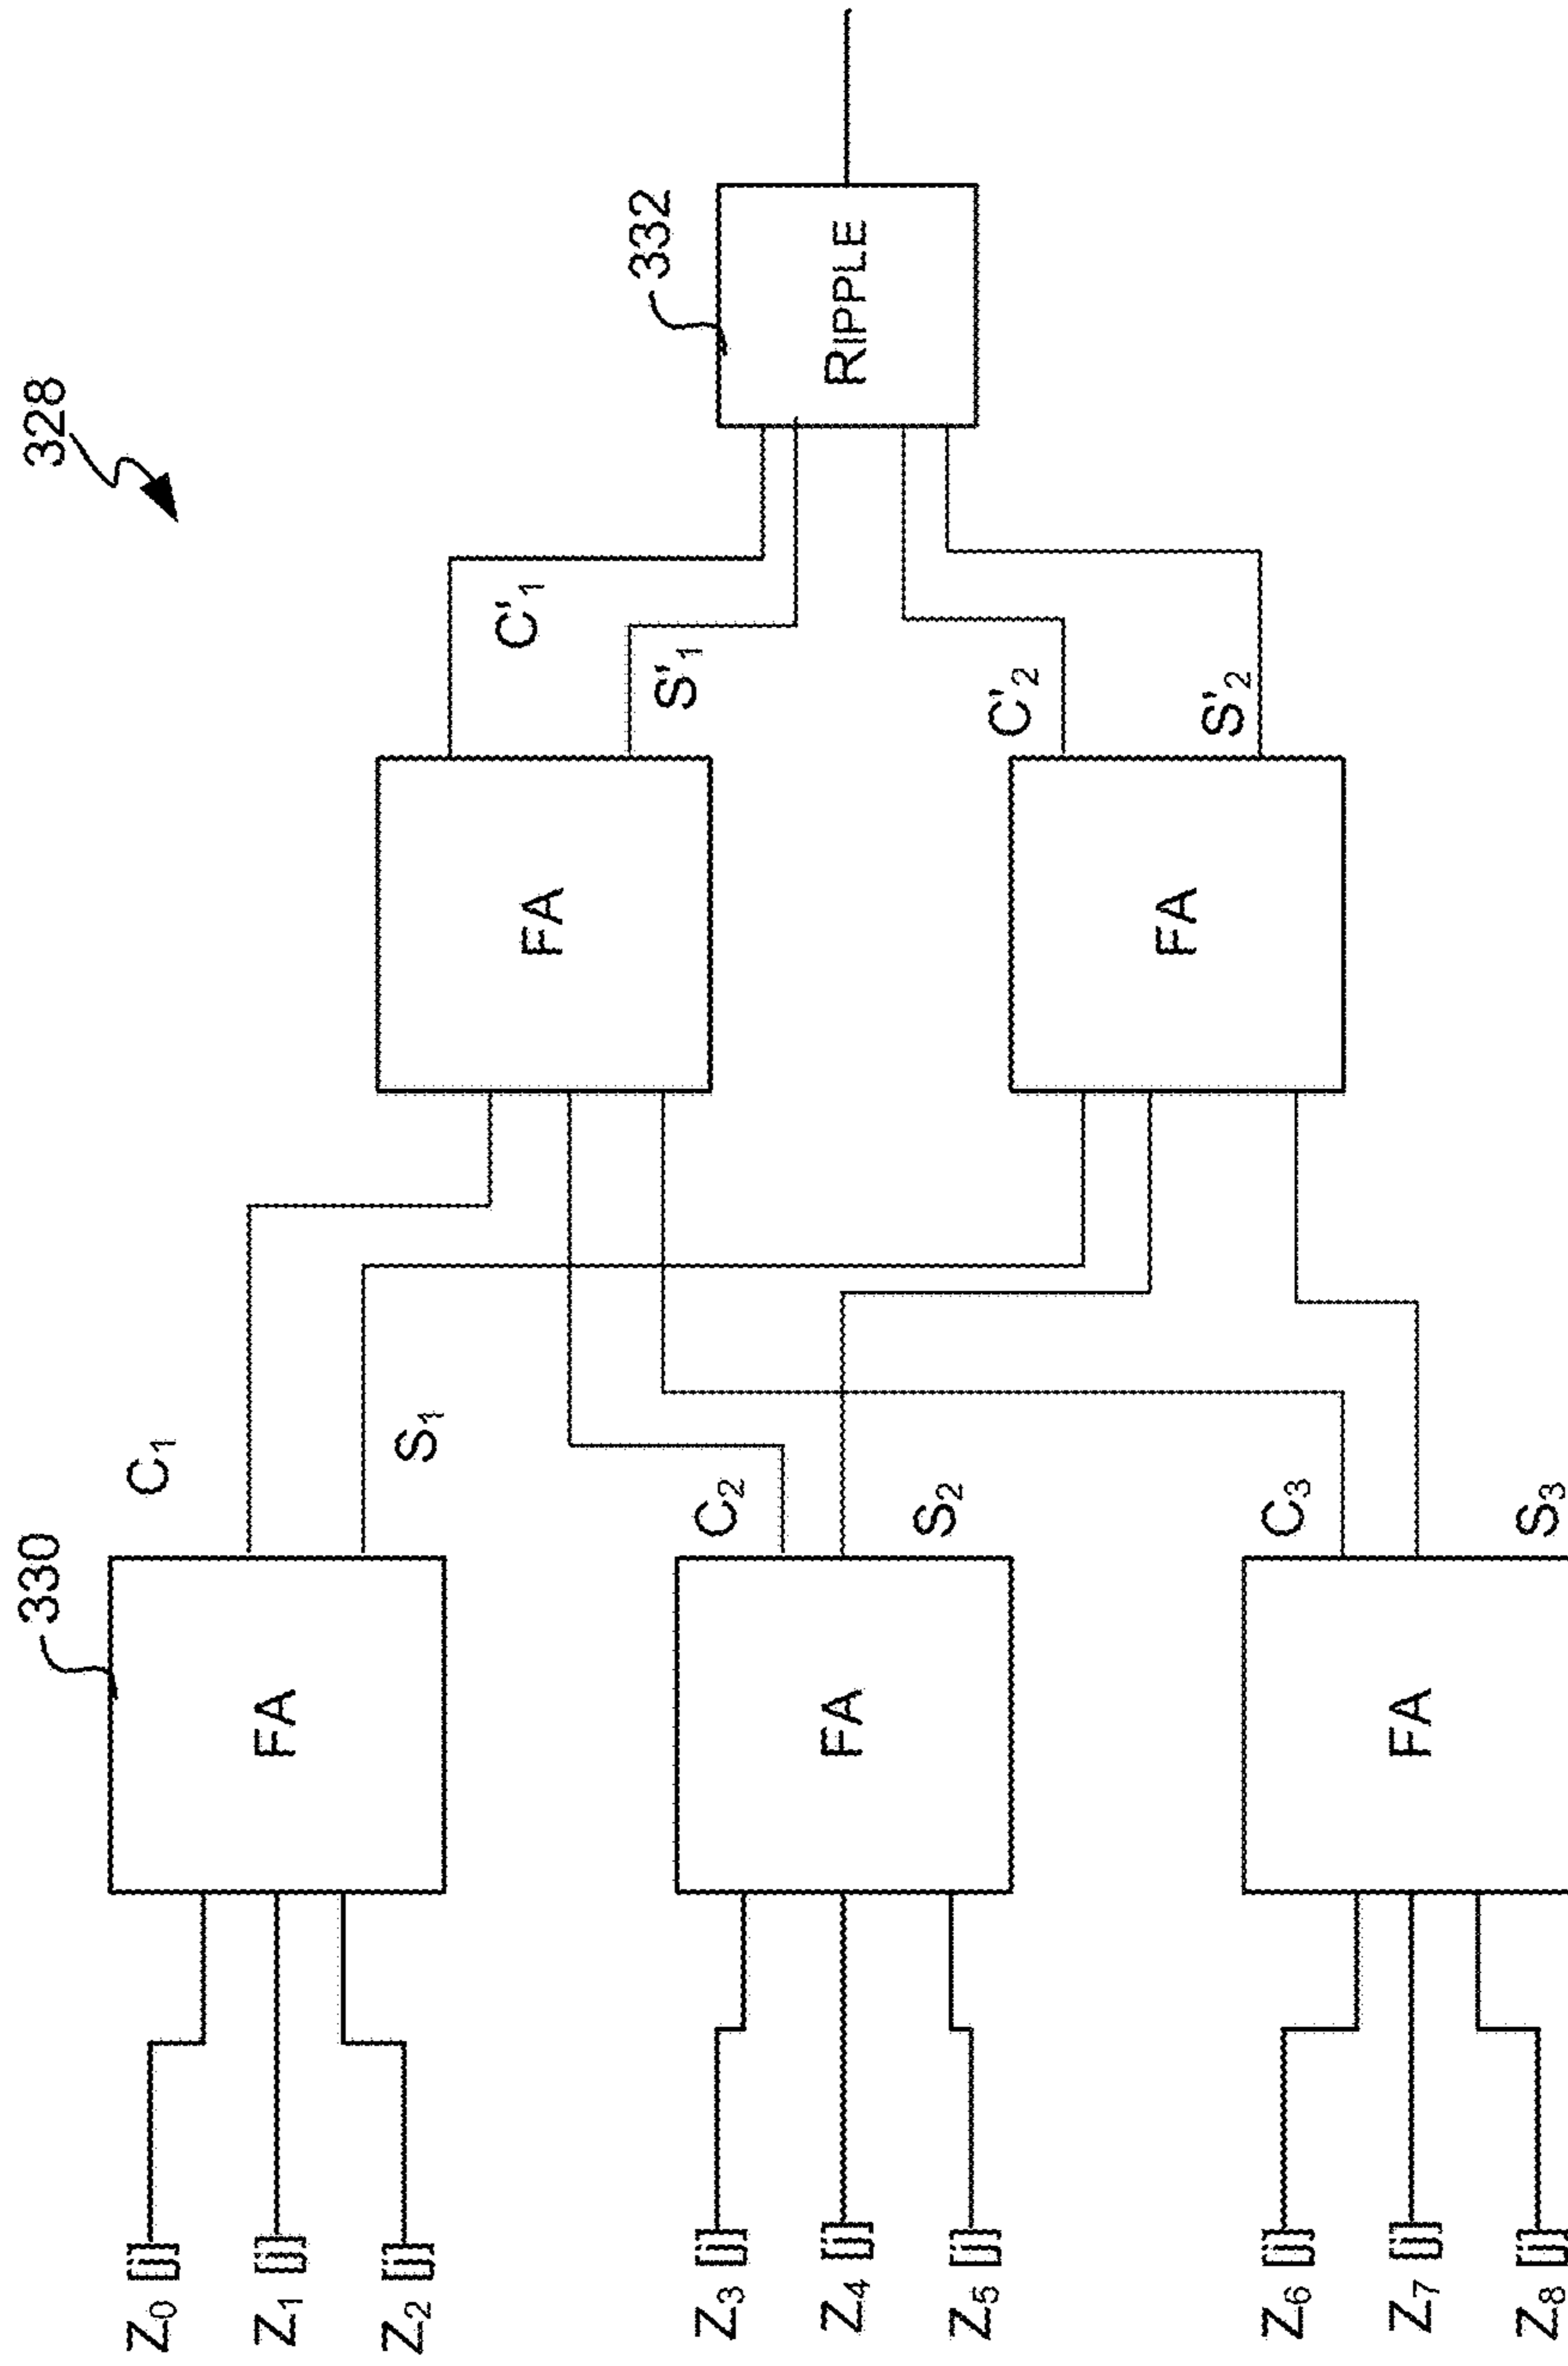 328
330
332
Z0 [j]
Z1 [j]
Z2 [j]
FA
C1
S1
Z3 [j]
Z4 [j]
Z5 [j]
FA
C2
S2
Z6 [j]
Z7 [j]
Z8 [j]
FA
C3
S3
FA
C'1
S'1
FA
C'2
S'2
RIPPLE